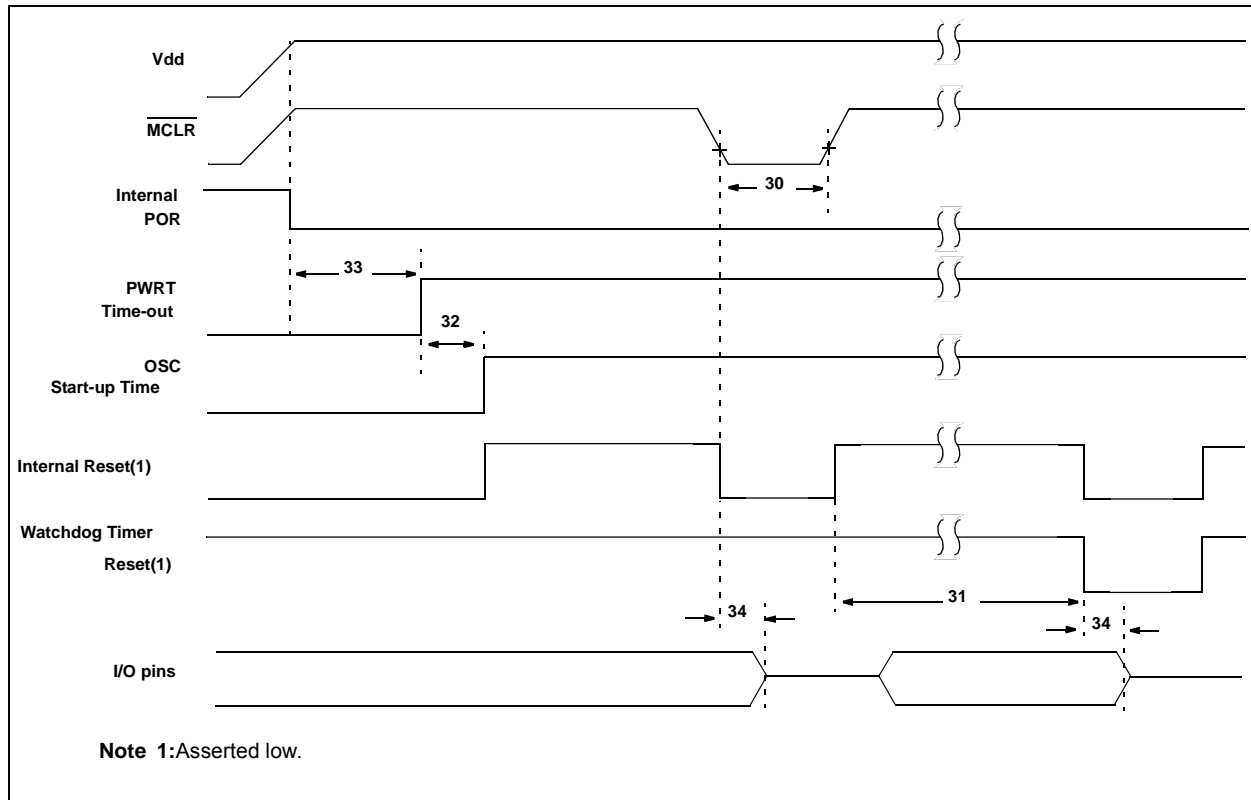 Vdd
MCLR
30
Internal
POR
33
PWRT
Time-out
32
OSC
Start-up Time
Internal Reset(1)
Watchdog Timer
Reset(1)
31
34
34
I/O pins
Note 1:Asserted low.